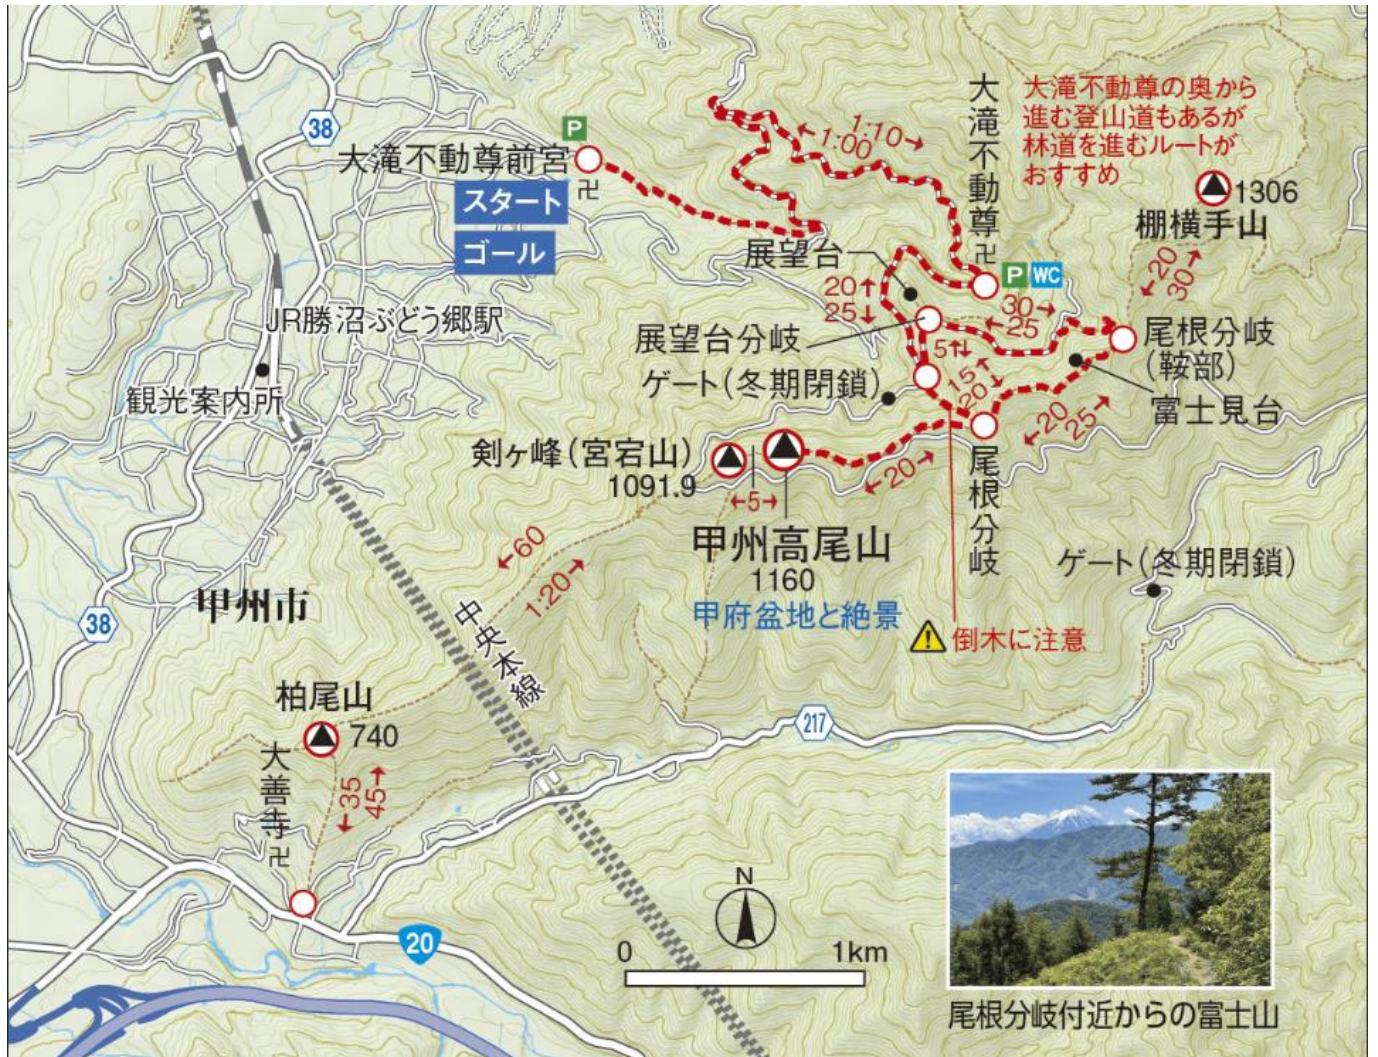 38
P
大滝不動尊前宮
卍
スタート
ゴール
←1:00
1:10→
大滝不動尊
卍
大滝不動尊の奥から
進む登山道もあるが
林道を進むルートが
おすすめ
1306
棚横手山
←20
30→
P
WC
展望台
20↑
25↓
30→
←25
展望台分岐
5↑↓
尾根分岐
(鞍部)
富士見台
ゲート(冬期閉鎖)
15
20
←20
25→
JR勝沼ぶどう郷駅
観光案内所
剣ヶ峰(宮宕山)
1091.9
←5→
←20→
尾根分岐
甲州高尾山
1160
甲府盆地と絶景
ゲート(冬期閉鎖)
倒木に注意
←60
1:20→
甲州市
38
中央本線
柏尾山
740
大善寺
卍
←35
45→
217
20
N
0
1km
尾根分岐付近からの富士山